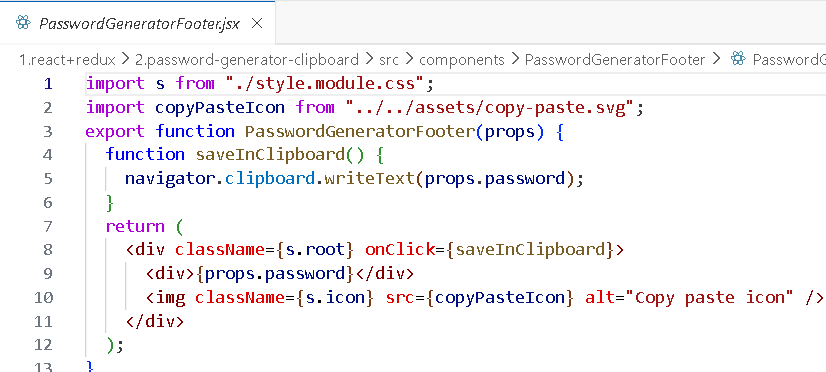 PasswordGeneratorFooter.jsx
1.react+redux > 2.password-generator-clipboard > src > components > PasswordGeneratorFooter > PasswordG
1 import s from "./style.module.css";
2 import copyPasteIcon from "../../assets/copy-paste.svg";
3 export function PasswordGeneratorFooter(props) {
4 function saveInClipboard() {
5 navigator.clipboard.writeText(props.password);
6 }
7 return (
8 <div className={s.root} onClick={saveInClipboard}>
9 <div>{props.password}</div>
10 <img className={s.icon} src={copyPasteIcon} alt="Copy paste icon" />
11 </div>
12 );
13 }